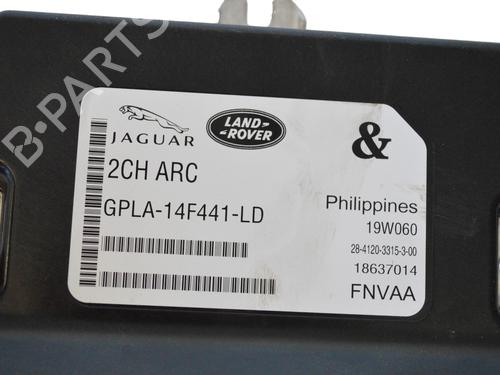 B-PARTS
JAGUAR
LAND-
ROVER
&
2CH ARC
GPLA-14F441-LD
Philippines
19W060
28-4120-3315-3-00
18637014
FNVAA